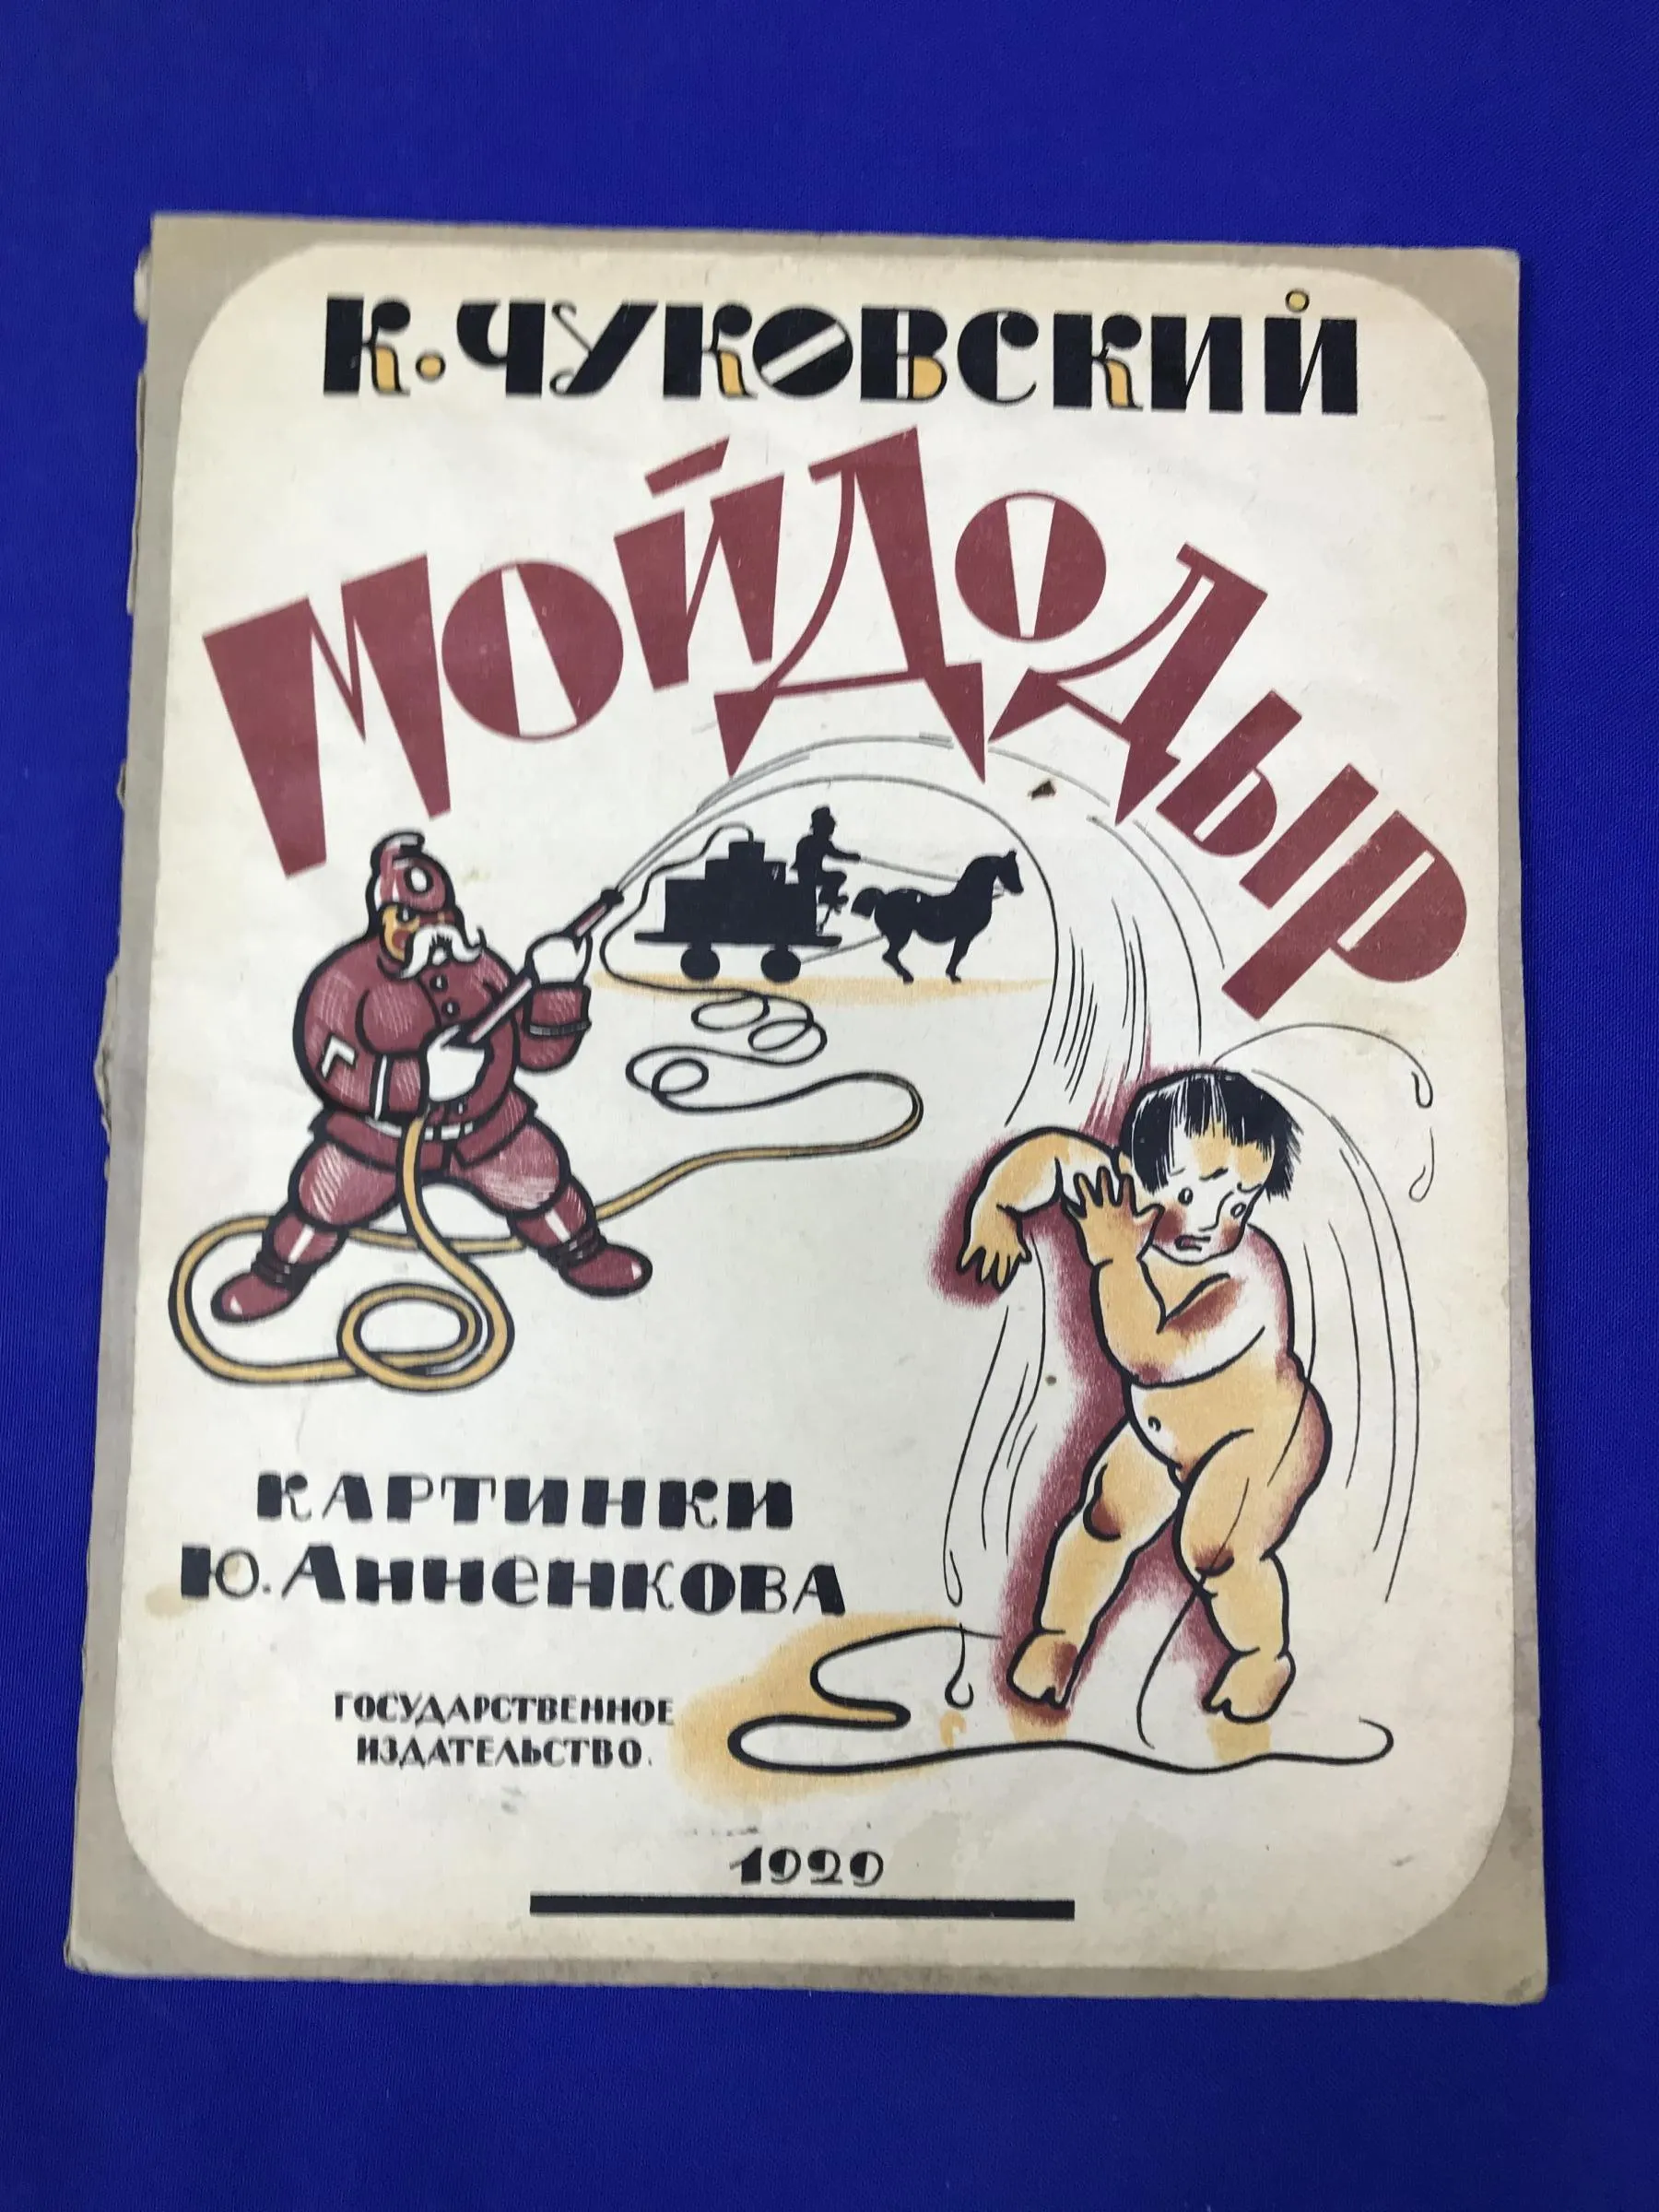 К. ЧУКОВСКИЙ
МОЙДОДЫР
КАРТИНКИ
Ю. АННЕНКОВА
ГОСУДАРСТВЕННОЕ
ИЗДАТЕЛЬСТВО.
1929